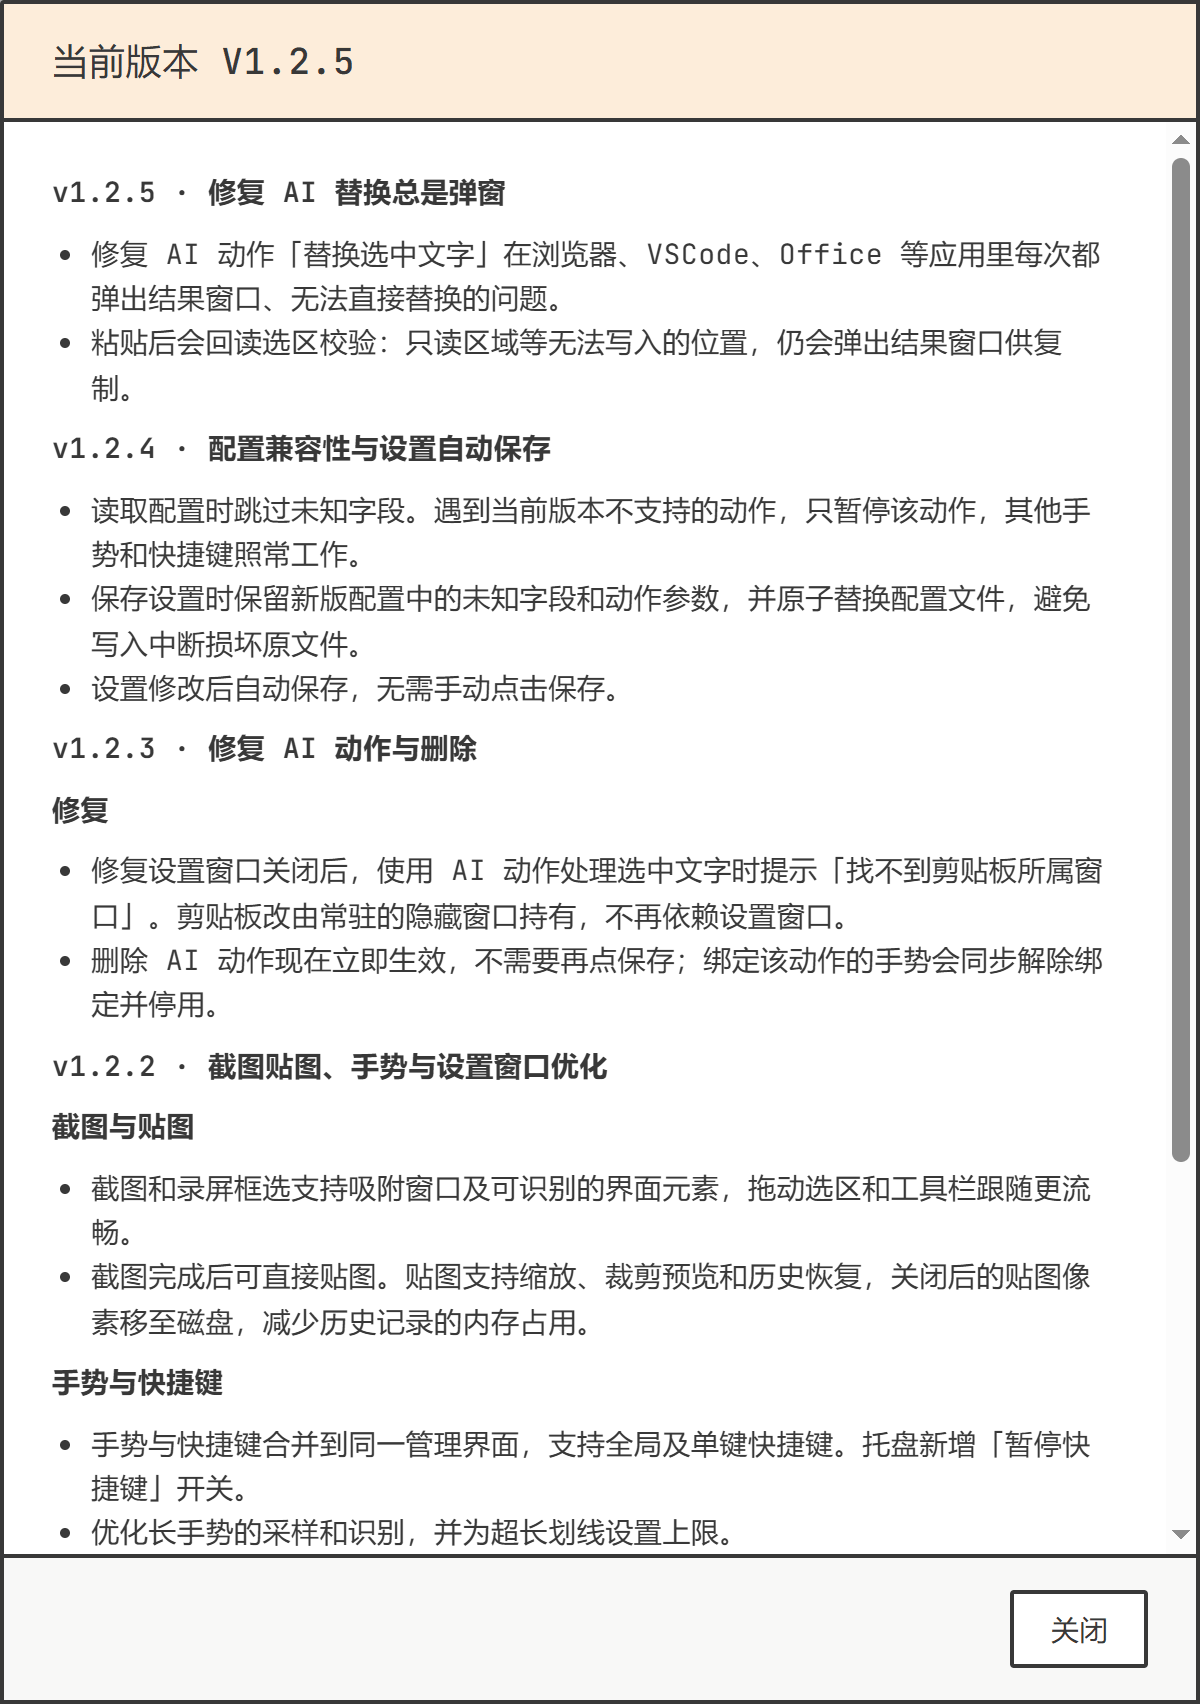 当前版本 V1.2.5
v1.2.5 · 修复 AI 替换总是弹窗
• 修复 AI 动作「替换选中文字」在浏览器、VSCode、Office 等应用里每次都
弹出结果窗口、无法直接替换的问题。
• 粘贴后会回读选区校验：只读区域等无法写入的位置，仍会弹出结果窗口供复
制。
v1.2.4 · 配置兼容性与设置自动保存
• 读取配置时跳过未知字段。遇到当前版本不支持的动作，只暂停该动作，其他手
势和快捷键照常工作。
• 保存设置时保留新版配置中的未知字段和动作参数，并原子替换配置文件，避免
写入中断损坏原文件。
• 设置修改后自动保存，无需手动点击保存。
v1.2.3 · 修复 AI 动作与删除
修复
• 修复设置窗口关闭后，使用 AI 动作处理选中文字时提示「找不到剪贴板所属窗
口」。剪贴板改由常驻的隐藏窗口持有，不再依赖设置窗口。
• 删除 AI 动作现在立即生效，不需要再点保存；绑定该动作的手势会同步解除绑
定并停用。
v1.2.2 · 截图贴图、手势与设置窗口优化
截图与贴图
• 截图和录屏框选支持吸附窗口及可识别的界面元素，拖动选区和工具栏跟随更流
畅。
• 截图完成后可直接贴图。贴图支持缩放、裁剪预览和历史恢复，关闭后的贴图像
素移至磁盘，减少历史记录的内存占用。
手势与快捷键
• 手势与快捷键合并到同一管理界面，支持全局及单键快捷键。托盘新增「暂停快
捷键」开关。
• 优化长手势的采样和识别，并为超长划线设置上限。
关闭